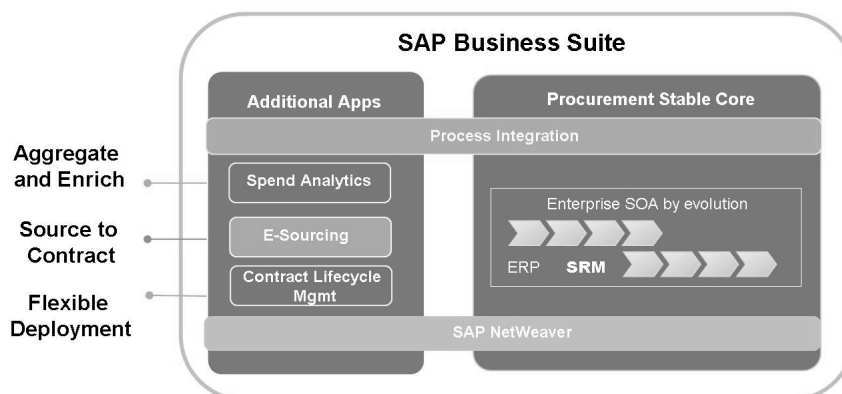 SAP Business Suite
Additional Apps
Procurement Stable Core
Process Integration
Aggregate
and Enrich
Spend Analytics
Source to
Contract
E-Sourcing
Flexible
Deployment
Contract Lifecycle
Mgmt
Enterprise SOA by evolution
ERP
SRM
SAP NetWeaver